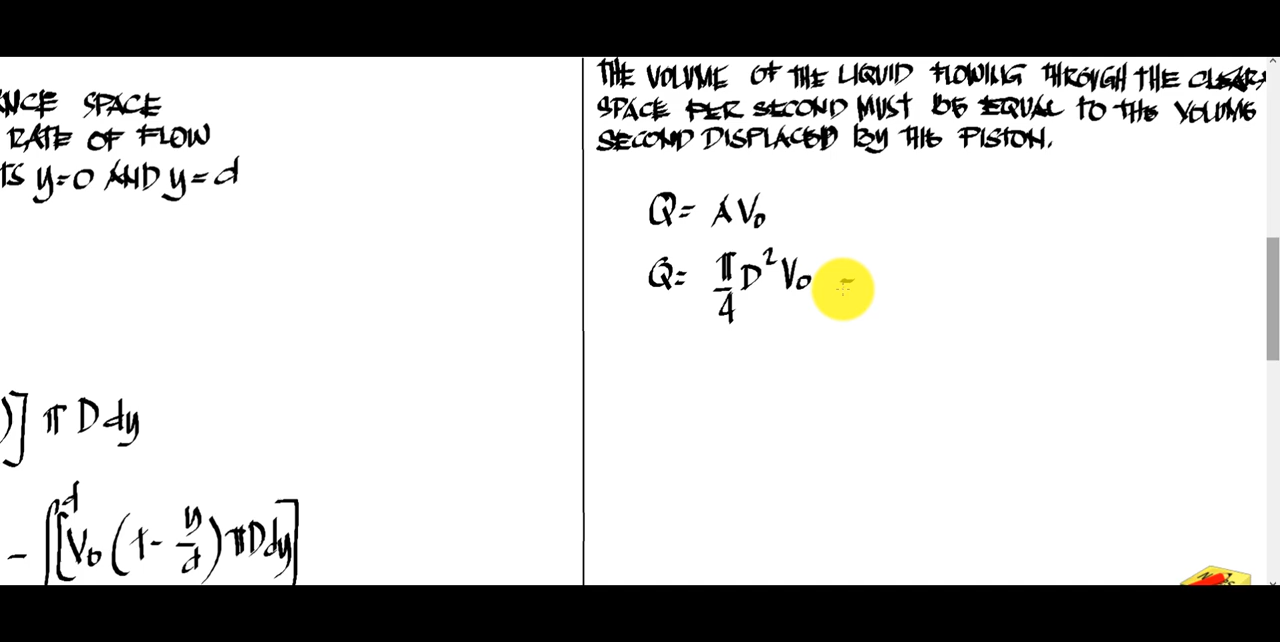 ANCE SPACE
RATE OF FLOW
TS y=0 AND y=d
)] π D dy
- ∫[V₀(1-y/d)πDdy]
d
THE VOLUME OF THE LIQUID FLOWING THROUGH THE CLEAR
SPACE PER SECOND MUST BE EQUAL TO THE VOLUME
SECOND DISPLACED BY THE PISTON.
Q= AV₀
Q= π/4 D² V₀